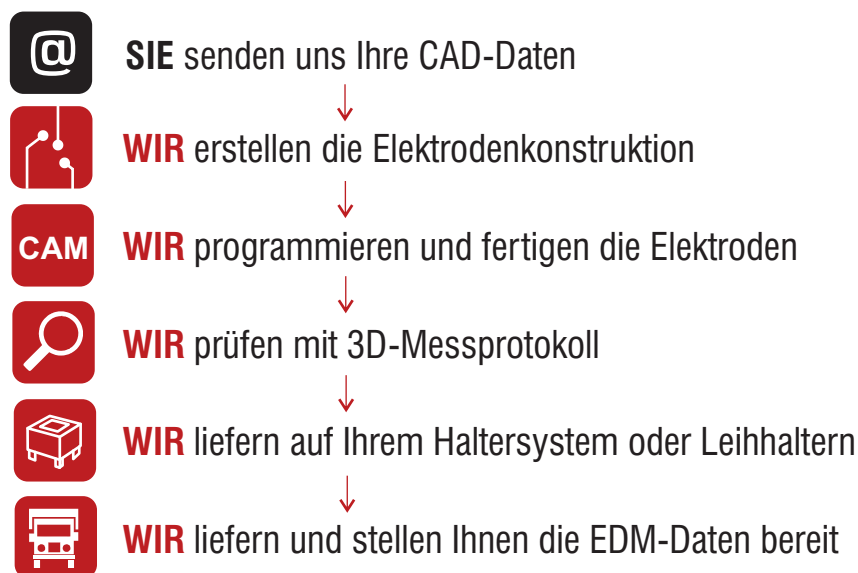 @ SIE senden uns Ihre CAD-Daten
WIR erstellen die Elektrodenkonstruktion
CAM WIR programmieren und fertigen die Elektroden
WIR prüfen mit 3D-Messprotokoll
WIR liefern auf Ihrem Haltersystem oder Leihhaltern
WIR liefern und stellen Ihnen die EDM-Daten bereit